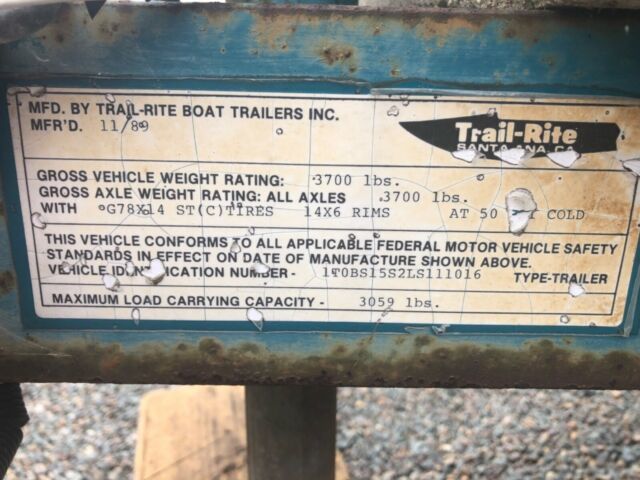 MFD. BY TRAIL-RITE BOAT TRAILERS INC.
MFR'D. 11/89
Trail-Rite
SANTA ANA, CA
GROSS VEHICLE WEIGHT RATING: 3700 lbs.
GROSS AXLE WEIGHT RATING: ALL AXLES 3700 lbs.
WITH G78X14 ST(C) TIRES 14X6 RIMS AT 50 COLD
THIS VEHICLE CONFORMS TO ALL APPLICABLE FEDERAL MOTOR VEHICLE SAFETY
STANDARDS IN EFFECT ON DATE OF MANUFACTURE SHOWN ABOVE.
VEHICLE IDENTIFICATION NUMBER - 1T0BS15S2LS111016 TYPE-TRAILER
MAXIMUM LOAD CARRYING CAPACITY - 3059 lbs.